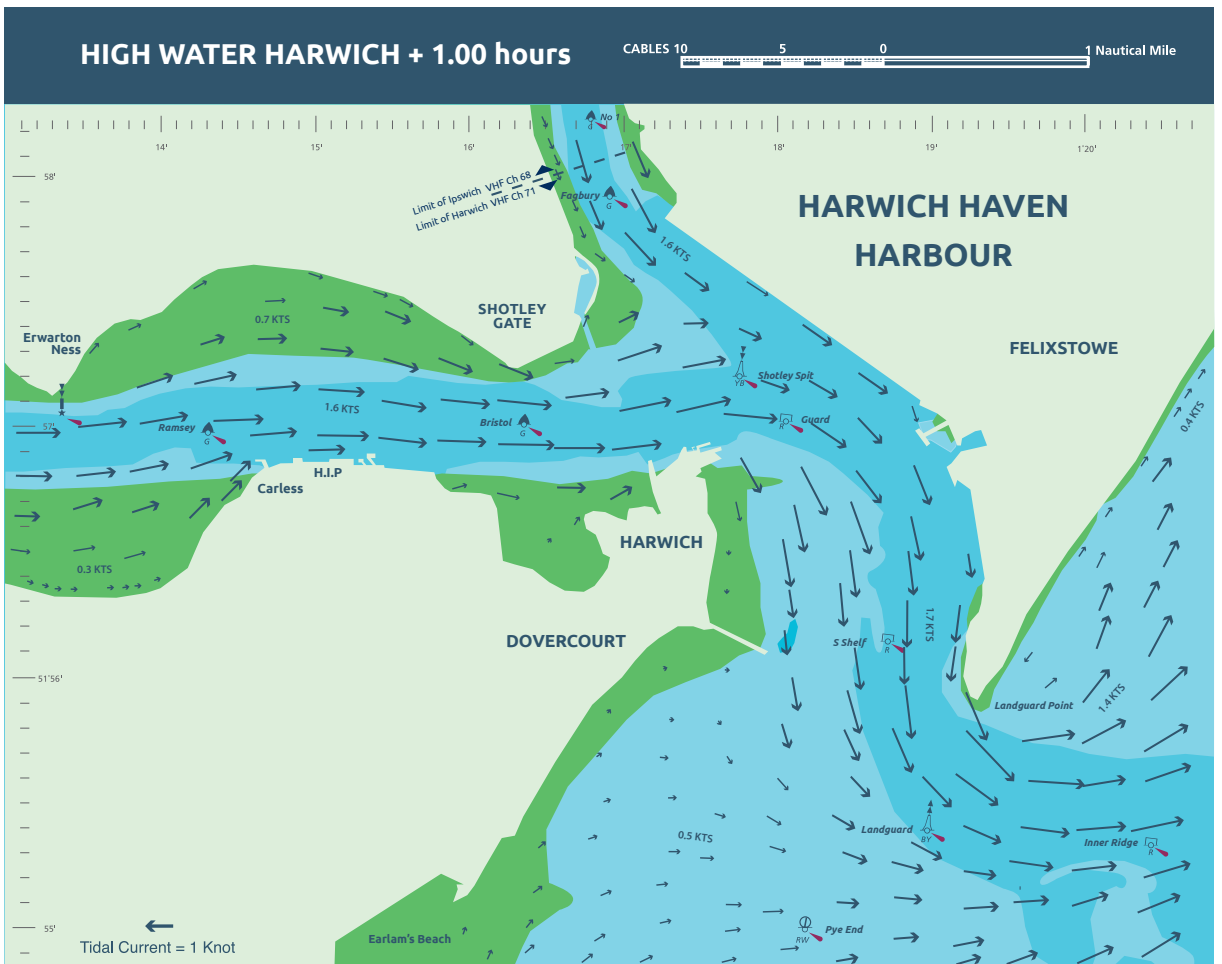 HIGH WATER HARWICH + 1.00 hours
CABLES 10 5 0 1 Nautical Mile
No 1
G
14' 15' 16' 17' 18' 19' 1°20'
58'
Limit of Ipswich VHF Ch 68
Limit of Harwich VHF Ch 71
Fagbury
G
HARWICH HAVEN
HARBOUR
1.6 KTS
SHOTLEY
GATE
0.7 KTS
Erwarton
Ness
FELIXSTOWE
Shotley Spit
YB
1.6 KTS
0.4 KTS
57'
Ramsey
G
Bristol
G
Guard
R
H.I.P
Carless
HARWICH
0.3 KTS
DOVERCOURT
S Shelf
R
1.7 KTS
51°56'
Landguard Point
1.4 KTS
0.5 KTS
Landguard
BY
Inner Ridge
R
55'
Earlam's Beach
Pye End
RW
Tidal Current = 1 Knot